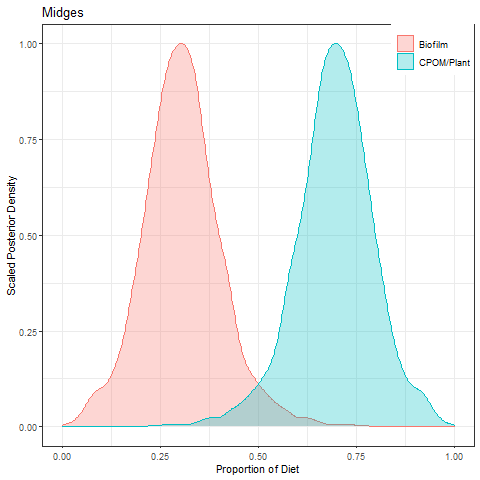 Midges
Biofilm
CPOM/Plant
Scaled Posterior Density
1.00
0.75
0.50
0.25
0.00
0.00 0.25 0.50 0.75 1.00
Proportion of Diet